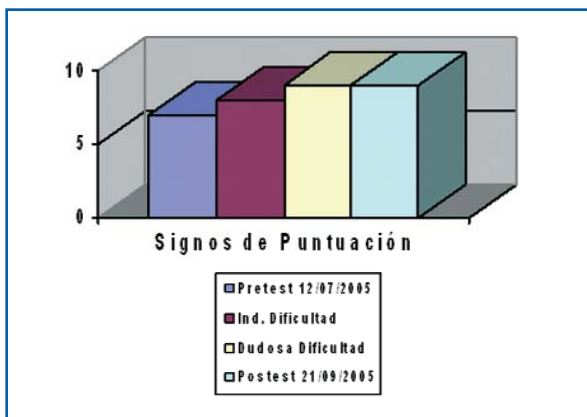 10
5
0
Signos de Puntuación
Pretest 12/07/2005
Ind. Dificultad
Dudosa Dificultad
Postest 21/09/2005